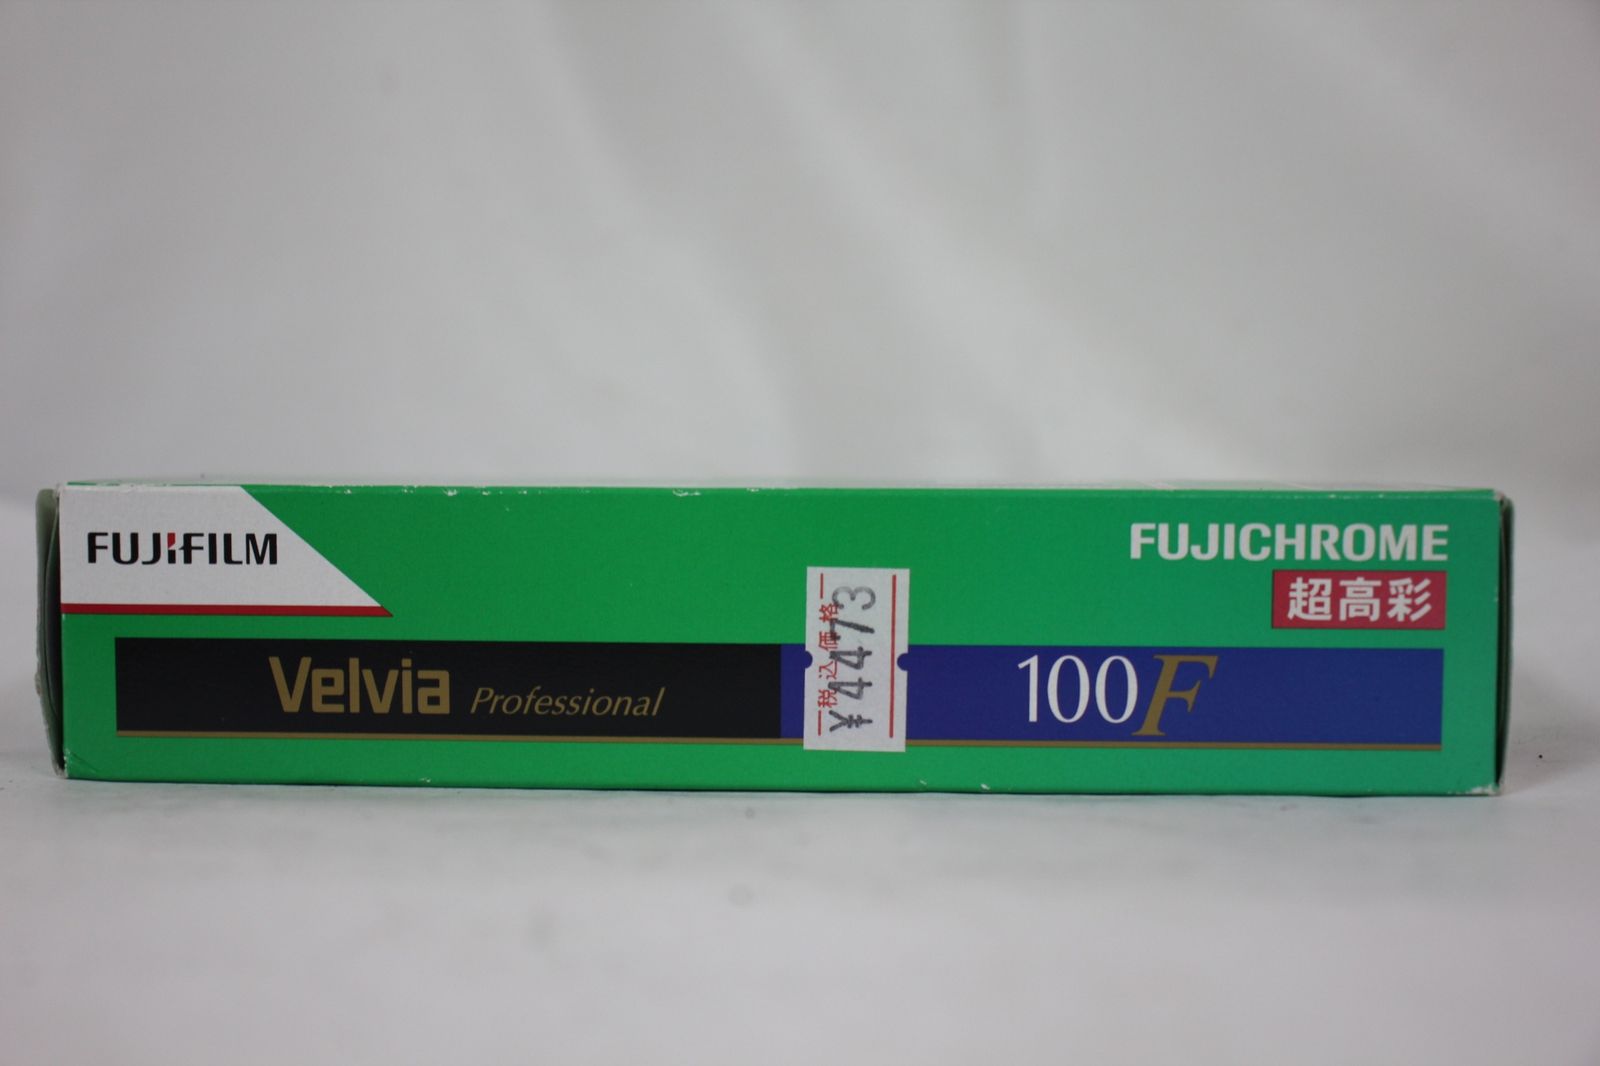 FUJIFILM
FUJICHROME
超高彩
Velvia Professional
税込価格
¥4473
100F